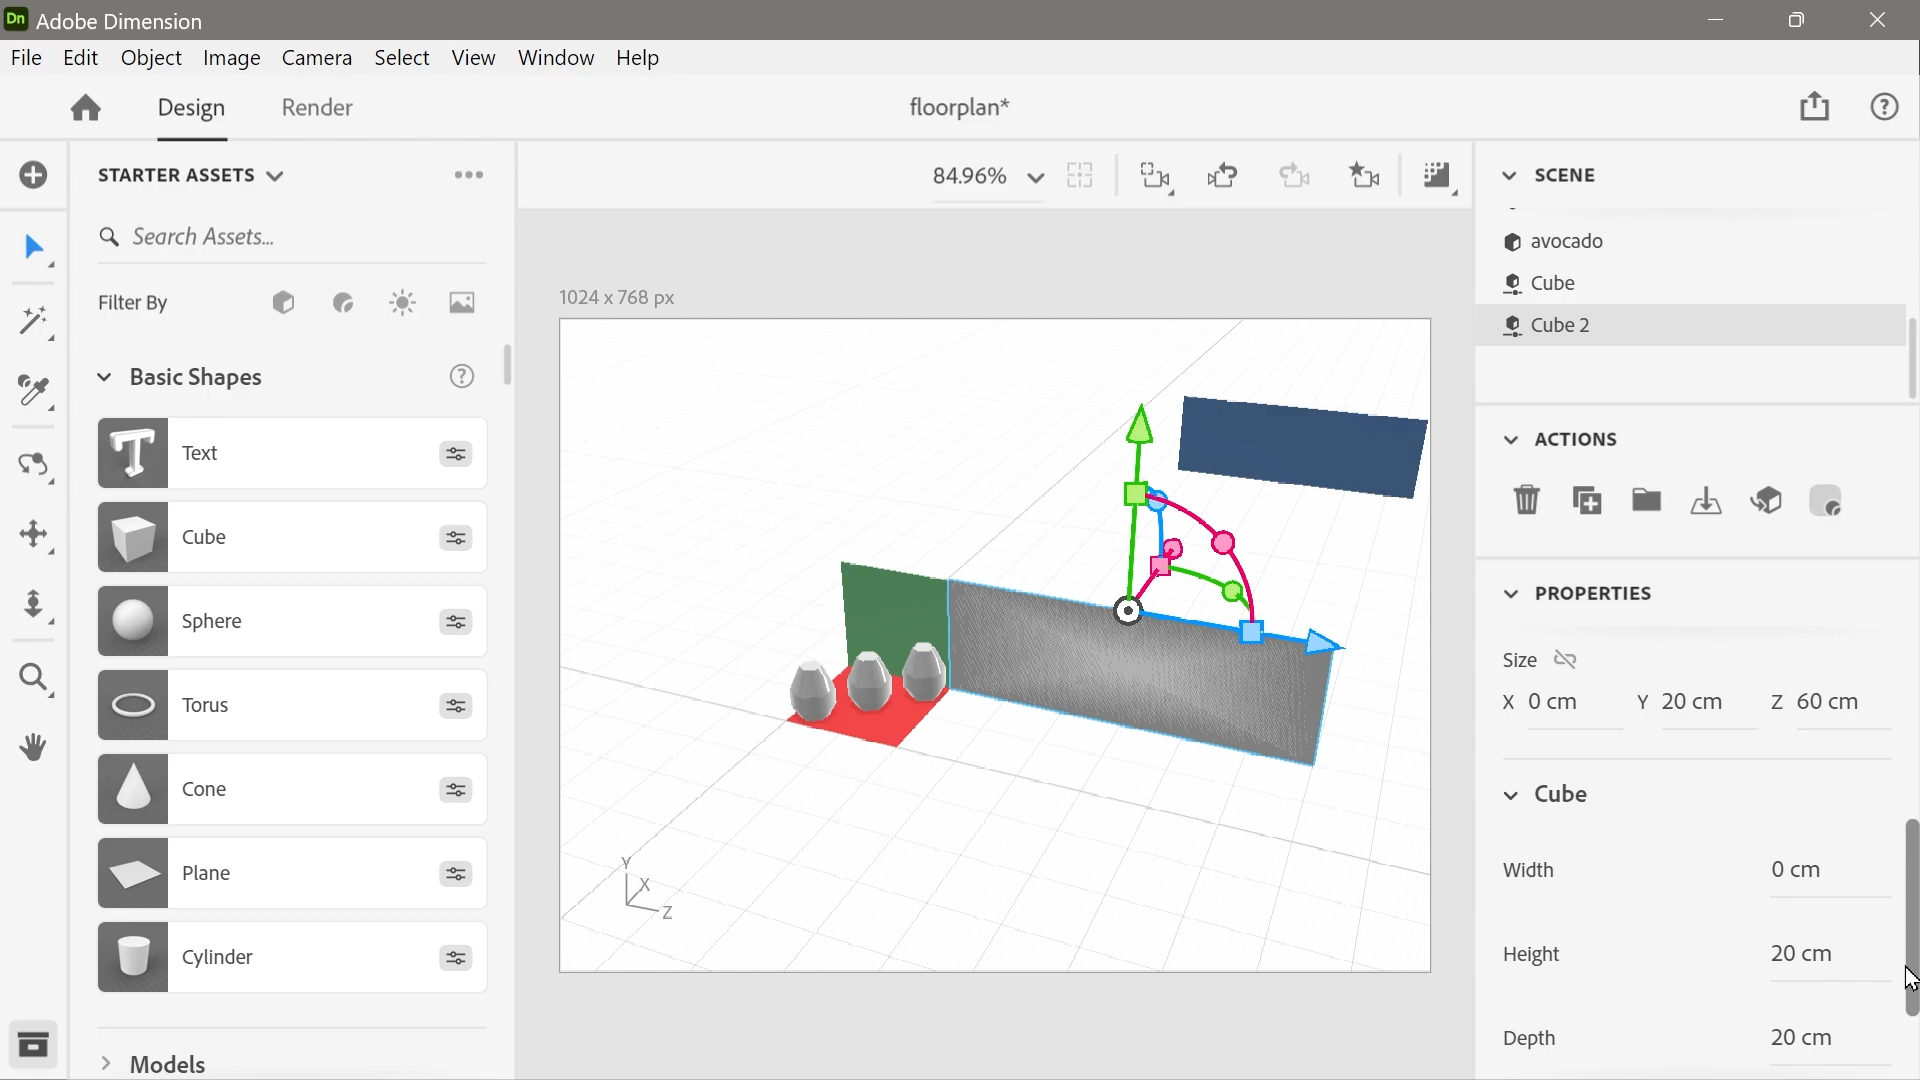 Dn Adobe Dimension
File Edit Object Image Camera Select View Window Help
Design Render floorplan*
STARTER ASSETS
Search Assets...
Filter By
Basic Shapes
Text
Cube
Sphere
Torus
Cone
Plane
Cylinder
Models
84.96%
1024 x 768 px
Y
X
Z
SCENE
avocado
Cube
Cube 2
ACTIONS
PROPERTIES
Size
X 0 cm Y 20 cm Z 60 cm
Cube
Width 0 cm
Height 20 cm
Depth 20 cm